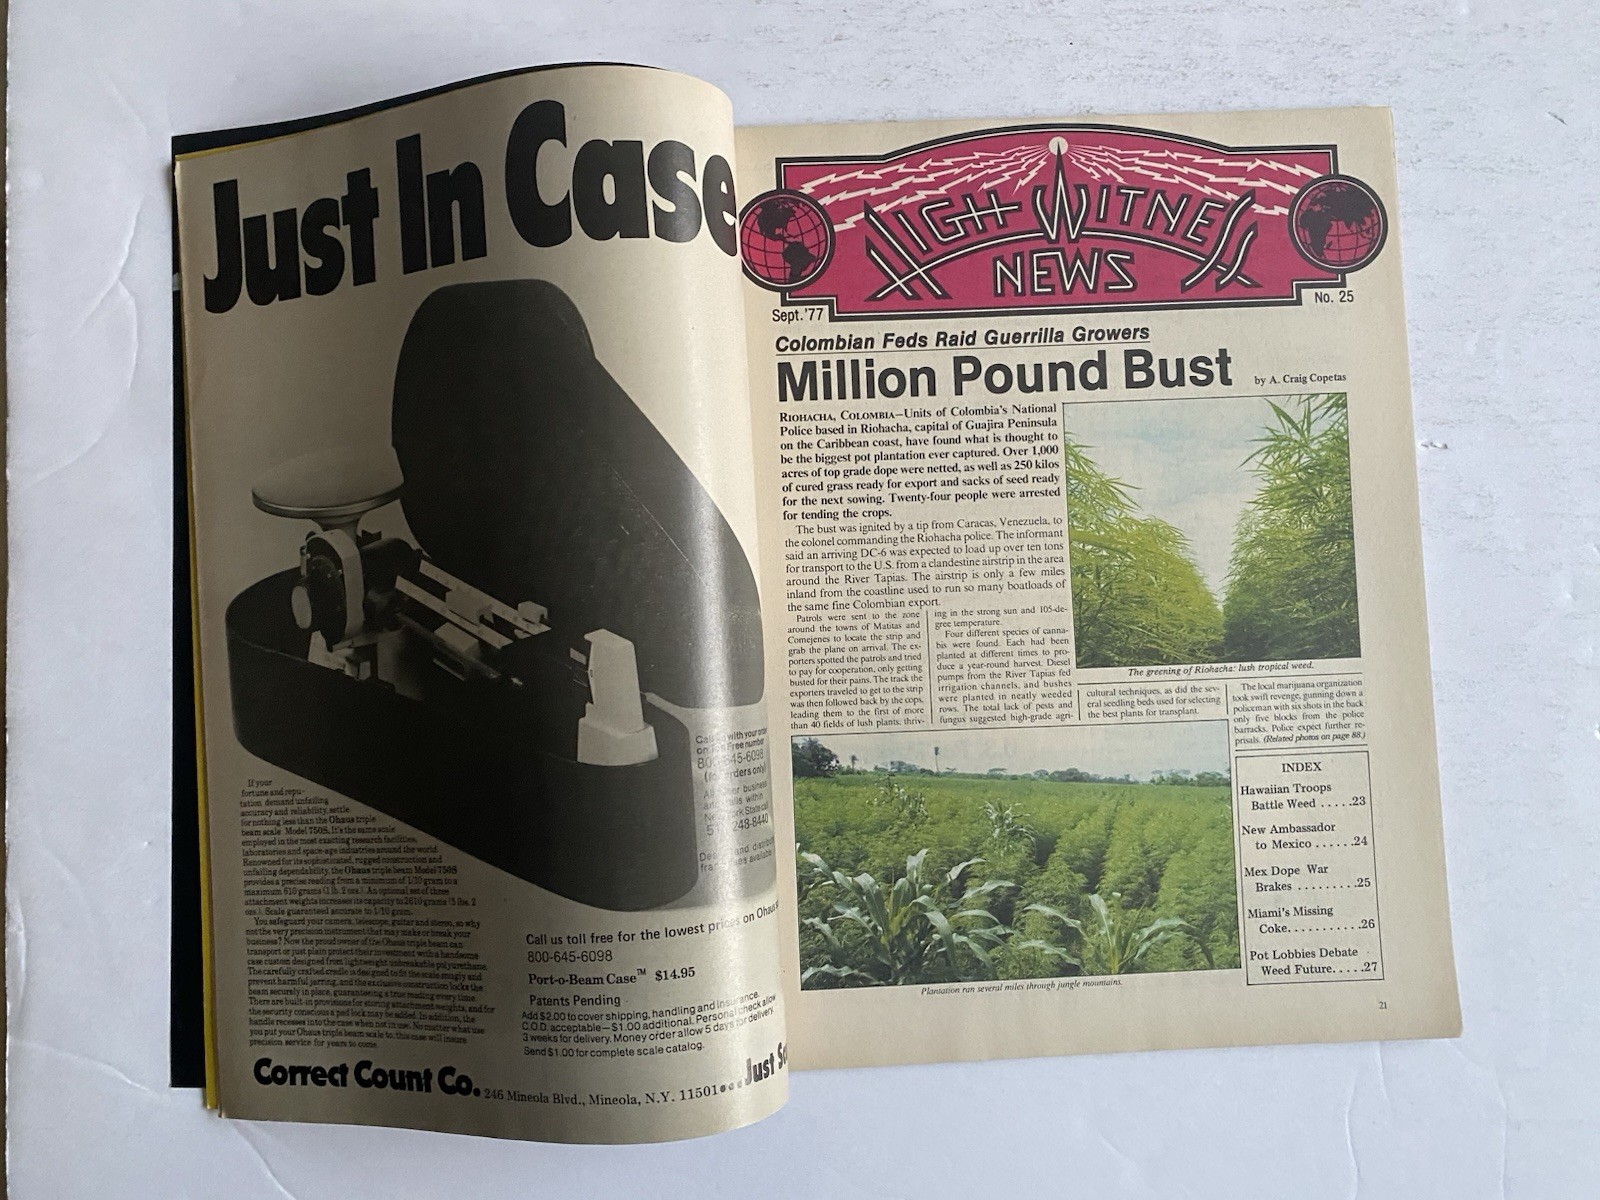 Just In Case
If your
fortune and repu-
tation demand unfailing
accuracy and reliability, settle
for nothing less than the Ohaus triple
beam scale Model 750S. It's the same scale
employed in the most exacting research facilities,
laboratories and space-age industries around the world.
Renowned for its sophisticated, rugged construction and
unfailing dependability, the Ohaus triple beam Model 750S
provides a precise reading from a minimum of 1/10 gram to a
maximum 610 grams (1 lb. 2 ozs.). An optional set of three
attachment weights increases its capacity to 2610 grams (5 lbs. 2
ozs.). Scale guaranteed accurate to 1/10 gram.
You safeguard your camera, telescope, guitar and stereo, so why
not the very precision instrument that may make or break your
business? Now the proud owner of the Ohaus triple beam can
transport or just plain protect their investment with a handsome
case custom designed from lightweight unbreakable polyurethane.
The carefully crafted cradle is designed to fit the scale snugly and
prevent harmful jarring, and the exclusive construction locks the
beam securely in place, guaranteeing a true reading every time.
There are built-in provisions for storing attachment weights, and for
the security conscious a pad lock may be added. In addition, the
handle recesses into the case when not in use. No matter what use
you put your Ohaus triple beam scale to, this case will insure
precision service for years to come.
Call with your order
on Free number
645-6098
orders only)
business
within
State call
248-8440
and distrib
available
Call us toll free for the lowest prices on Ohaus
800-645-6098
Port-o-Beam Case™ $14.95
Patents Pending
Add $2.00 to cover shipping, handling and insurance.
C.O.D. acceptable—$1.00 additional. Personal check allow
3 weeks for delivery. Money order allow 5 days for delivery.
Send $1.00 for complete scale catalog.
Correct Count Co. 246 Mineola Blvd., Mineola, N.Y. 11501...Just
HIGH WITNESS
NEWS
Sept.'77
No. 25
Colombian Feds Raid Guerrilla Growers
Million Pound Bust
by A. Craig Copetas
RIOHACHA, COLOMBIA—Units of Colombia's National
Police based in Riohacha, capital of Guajira Peninsula
on the Caribbean coast, have found what is thought to
be the biggest pot plantation ever captured. Over 1,000
acres of top grade dope were netted, as well as 250 kilos
of cured grass ready for export and sacks of seed ready
for the next sowing. Twenty-four people were arrested
for tending the crops.
The bust was ignited by a tip from Caracas, Venezuela, to
the colonel commanding the Riohacha police. The informant
said an arriving DC-6 was expected to load up over ten tons
for transport to the U.S. from a clandestine airstrip in the area
around the River Tapias. The airstrip is only a few miles
inland from the coastline used to run so many boatloads of
the same fine Colombian export.
Patrols were sent to the zone
around the towns of Matitas and
Comejenes to locate the strip and
grab the plane on arrival. The ex-
porters spotted the patrols and tried
to pay for cooperation, only getting
busted for their pains. The track the
exporters traveled to get to the strip
was then followed back by the cops,
leading them to the first of more
than 40 fields of lush plants, thriv-
ing in the strong sun and 105-de-
gree temperature.
Four different species of canna-
bis were found. Each had been
planted at different times to pro-
duce a year-round harvest. Diesel
pumps from the River Tapias fed
irrigation channels, and bushes
were planted in neatly weeded
rows. The total lack of pests and
fungus suggested high-grade agri-
The greening of Riohacha: lush tropical weed.
cultural techniques, as did the sev-
eral seedling beds used for selecting
the best plants for transplant.
The local marijuana organization
took swift revenge, gunning down a
policeman with six shots in the back
only five blocks from the police
barracks. Police expect further re-
prisals. (Related photos on page 88.)
Plantation ran several miles through jungle mountains.
INDEX
Hawaiian Troops
Battle Weed .....23
New Ambassador
to Mexico ......24
Mex Dope War
Brakes .........25
Miami's Missing
Coke..........26
Pot Lobbies Debate
Weed Future.....27
21